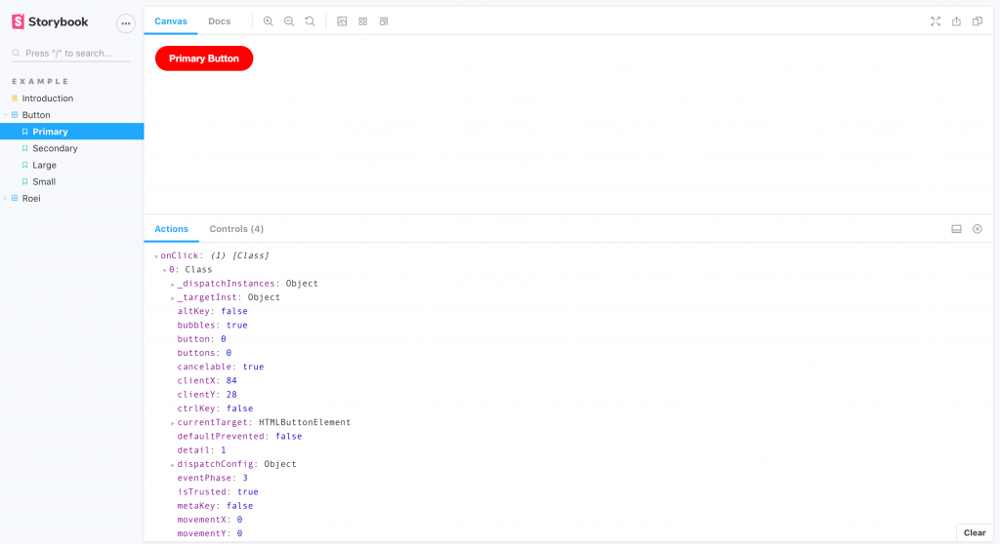 Storybook
Press "/" to search...
EXAMPLE
Introduction
Button
Primary
Secondary
Large
Small
Roei
Canvas Docs
Primary Button
Actions Controls (4)
onClick: (1) [Class]
0: Class
_dispatchInstances: Object
_targetInst: Object
altKey: false
bubbles: true
button: 0
buttons: 0
cancelable: true
clientX: 84
clientY: 28
ctrlKey: false
currentTarget: HTMLButtonElement
defaultPrevented: false
detail: 1
dispatchConfig: Object
eventPhase: 3
isTrusted: true
metaKey: false
movementX: 0
movementY: 0
Clear